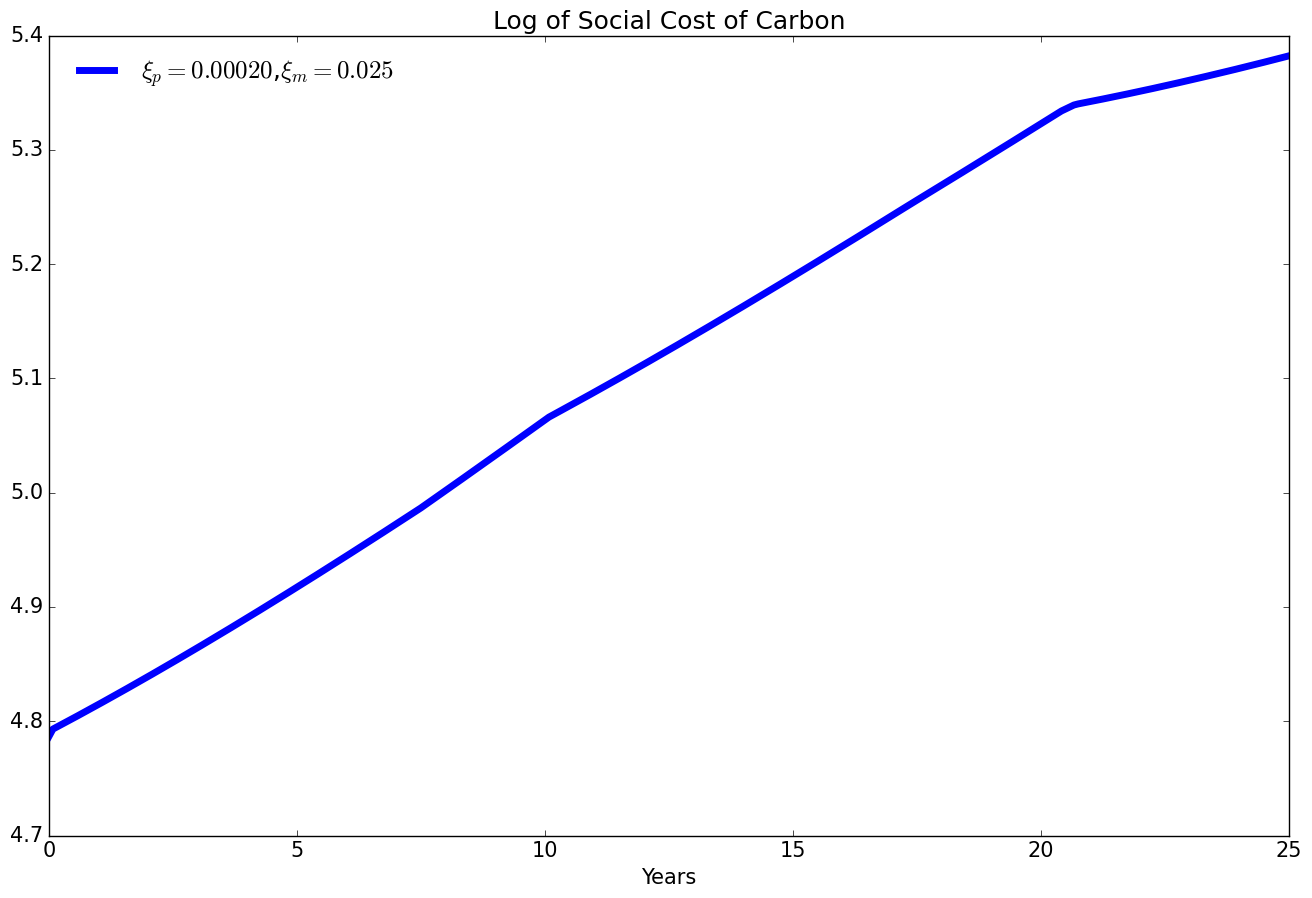 Log of Social Cost of Carbon
5.4
ξₚ = 0.00020,ξₘ = 0.025
5.3
5.2
5.1
5.0
4.9
4.8
4.7
0 5 10 15 20 25
Years